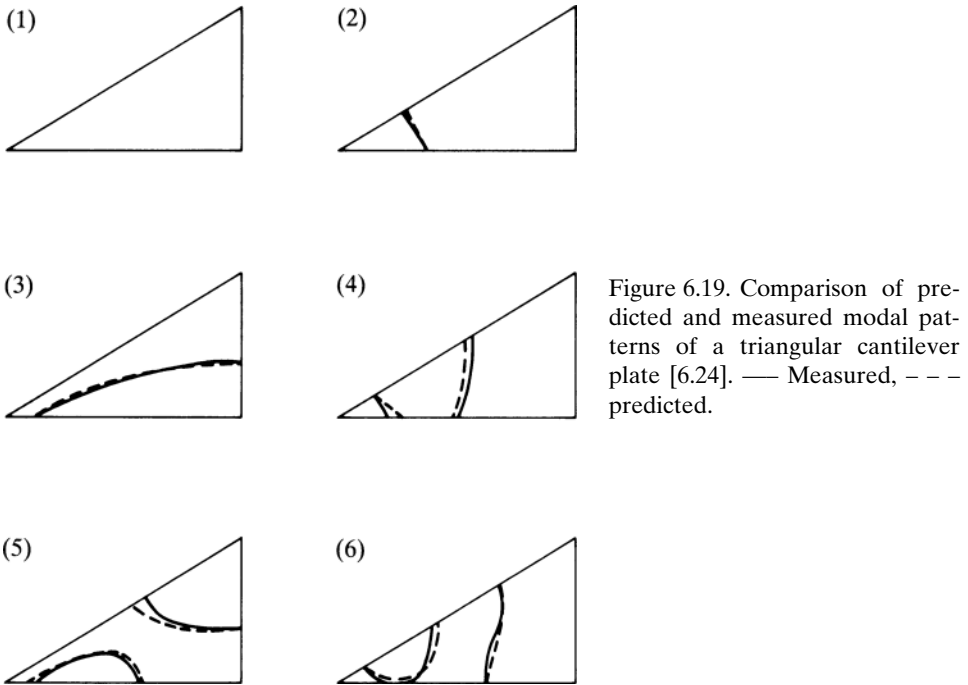 (1)
(2)
(3)
(4)
Figure 6.19. Comparison of pre-
dicted and measured modal pat-
terns of a triangular cantilever
plate [6.24]. —— Measured, – – –
predicted.
(5)
(6)